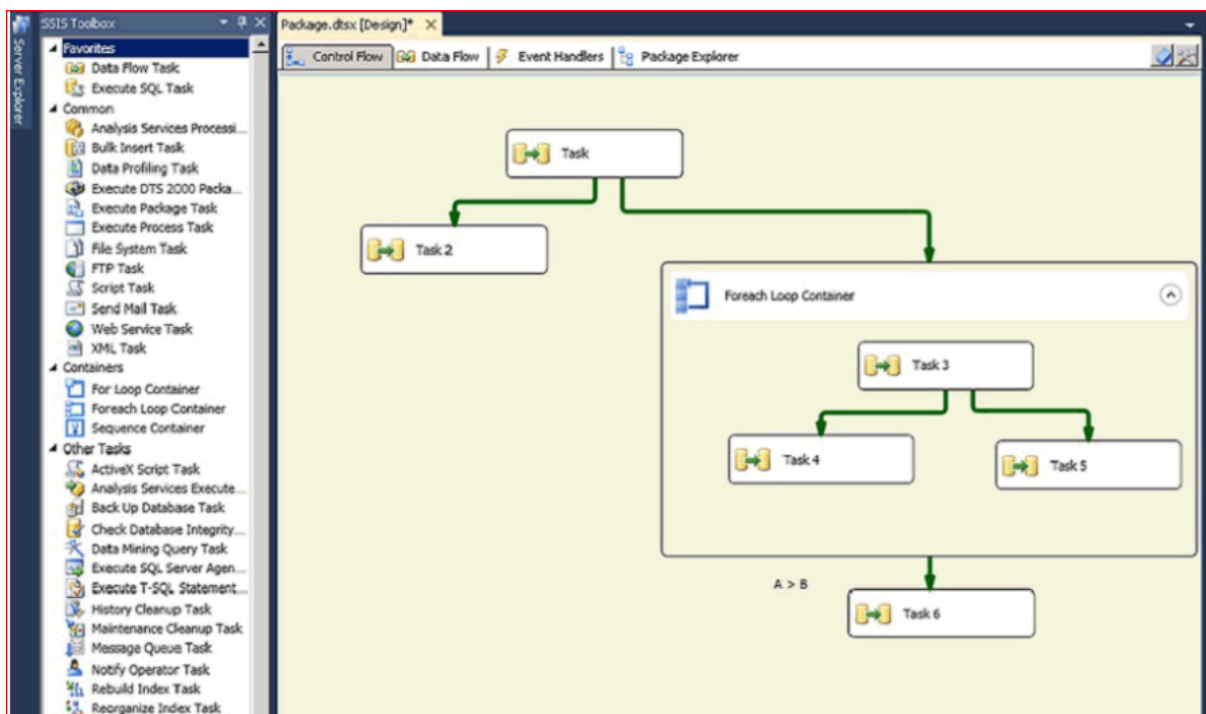 SSIS Toolbox
Server Explorer
Favorites
Data Flow Task
Execute SQL Task
Common
Analysis Services Processi...
Bulk Insert Task
Data Profiling Task
Execute DTS 2000 Packa...
Execute Package Task
Execute Process Task
File System Task
FTP Task
Script Task
Send Mail Task
Web Service Task
XML Task
Containers
For Loop Container
Foreach Loop Container
Sequence Container
Other Tasks
ActiveX Script Task
Analysis Services Execute...
Back Up Database Task
Check Database Integrity...
Data Mining Query Task
Execute SQL Server Agen...
Execute T-SQL Statement...
History Cleanup Task
Maintenance Cleanup Task
Message Queue Task
Notify Operator Task
Rebuild Index Task
Reorganize Index Task
Package.dtsx [Design]*
Control Flow Data Flow Event Handlers Package Explorer
Task
Task 2
Foreach Loop Container
Task 3
Task 4
Task 5
A > B
Task 6